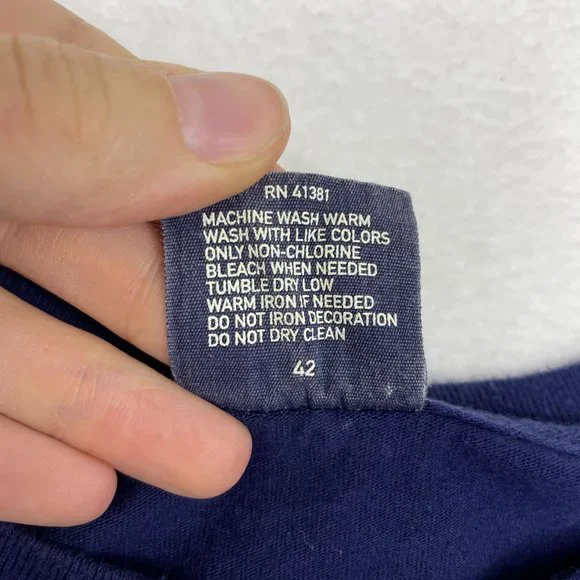 RN 41381
MACHINE WASH WARM
WASH WITH LIKE COLORS
ONLY NON-CHLORINE
BLEACH WHEN NEEDED
TUMBLE DRY LOW
WARM IRON IF NEEDED
DO NOT IRON DECORATION
DO NOT DRY CLEAN
42